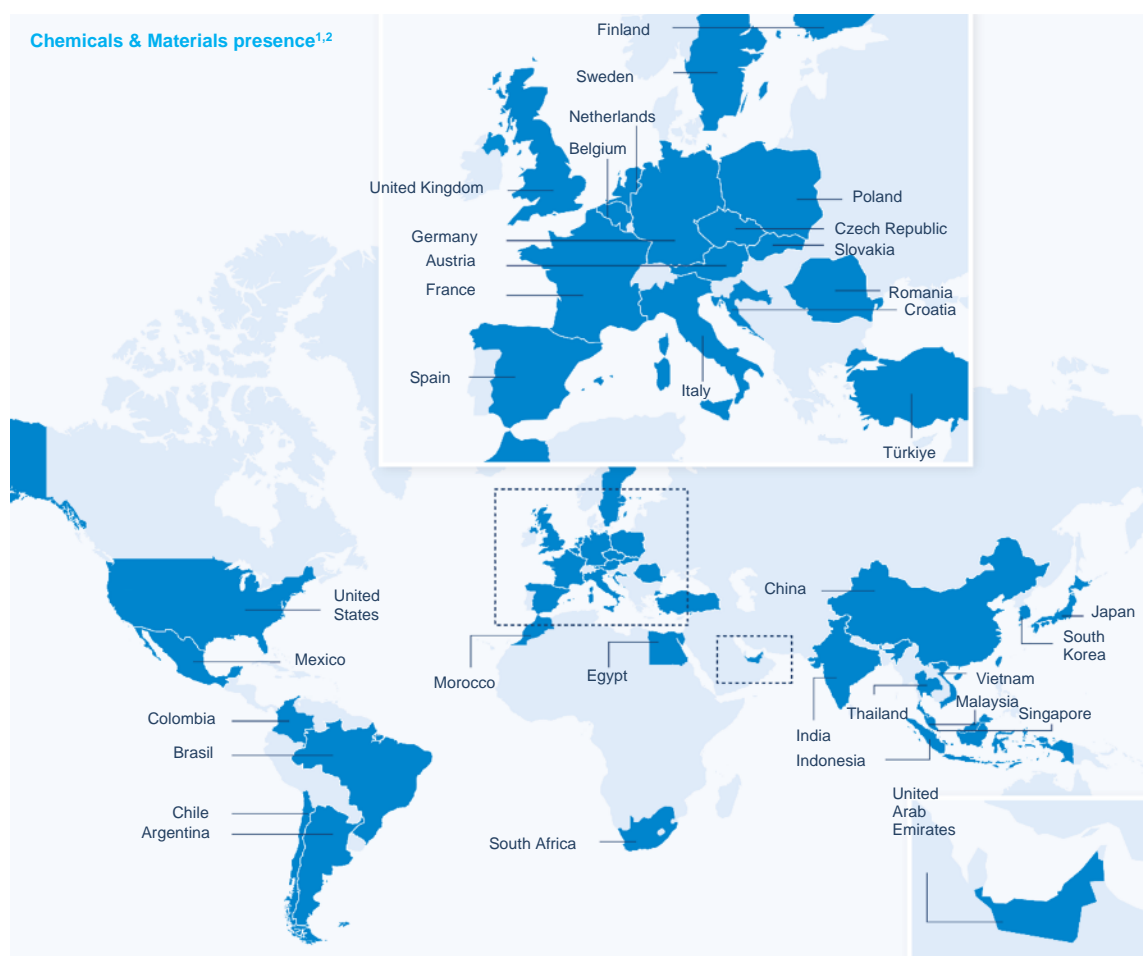 Chemicals & Materials presence1,2
Finland
Sweden
Netherlands
Belgium
United Kingdom
Poland
Czech Republic
Germany
Slovakia
Austria
France
Romania
Croatia
Spain
Italy
Türkiye
China
United
States
Japan
South
Korea
Mexico
Morocco
Egypt
Vietnam
Malaysia
Thailand
Singapore
Colombia
India
Brasil
Indonesia
United
Arab
Emirates
Chile
Argentina
South Africa